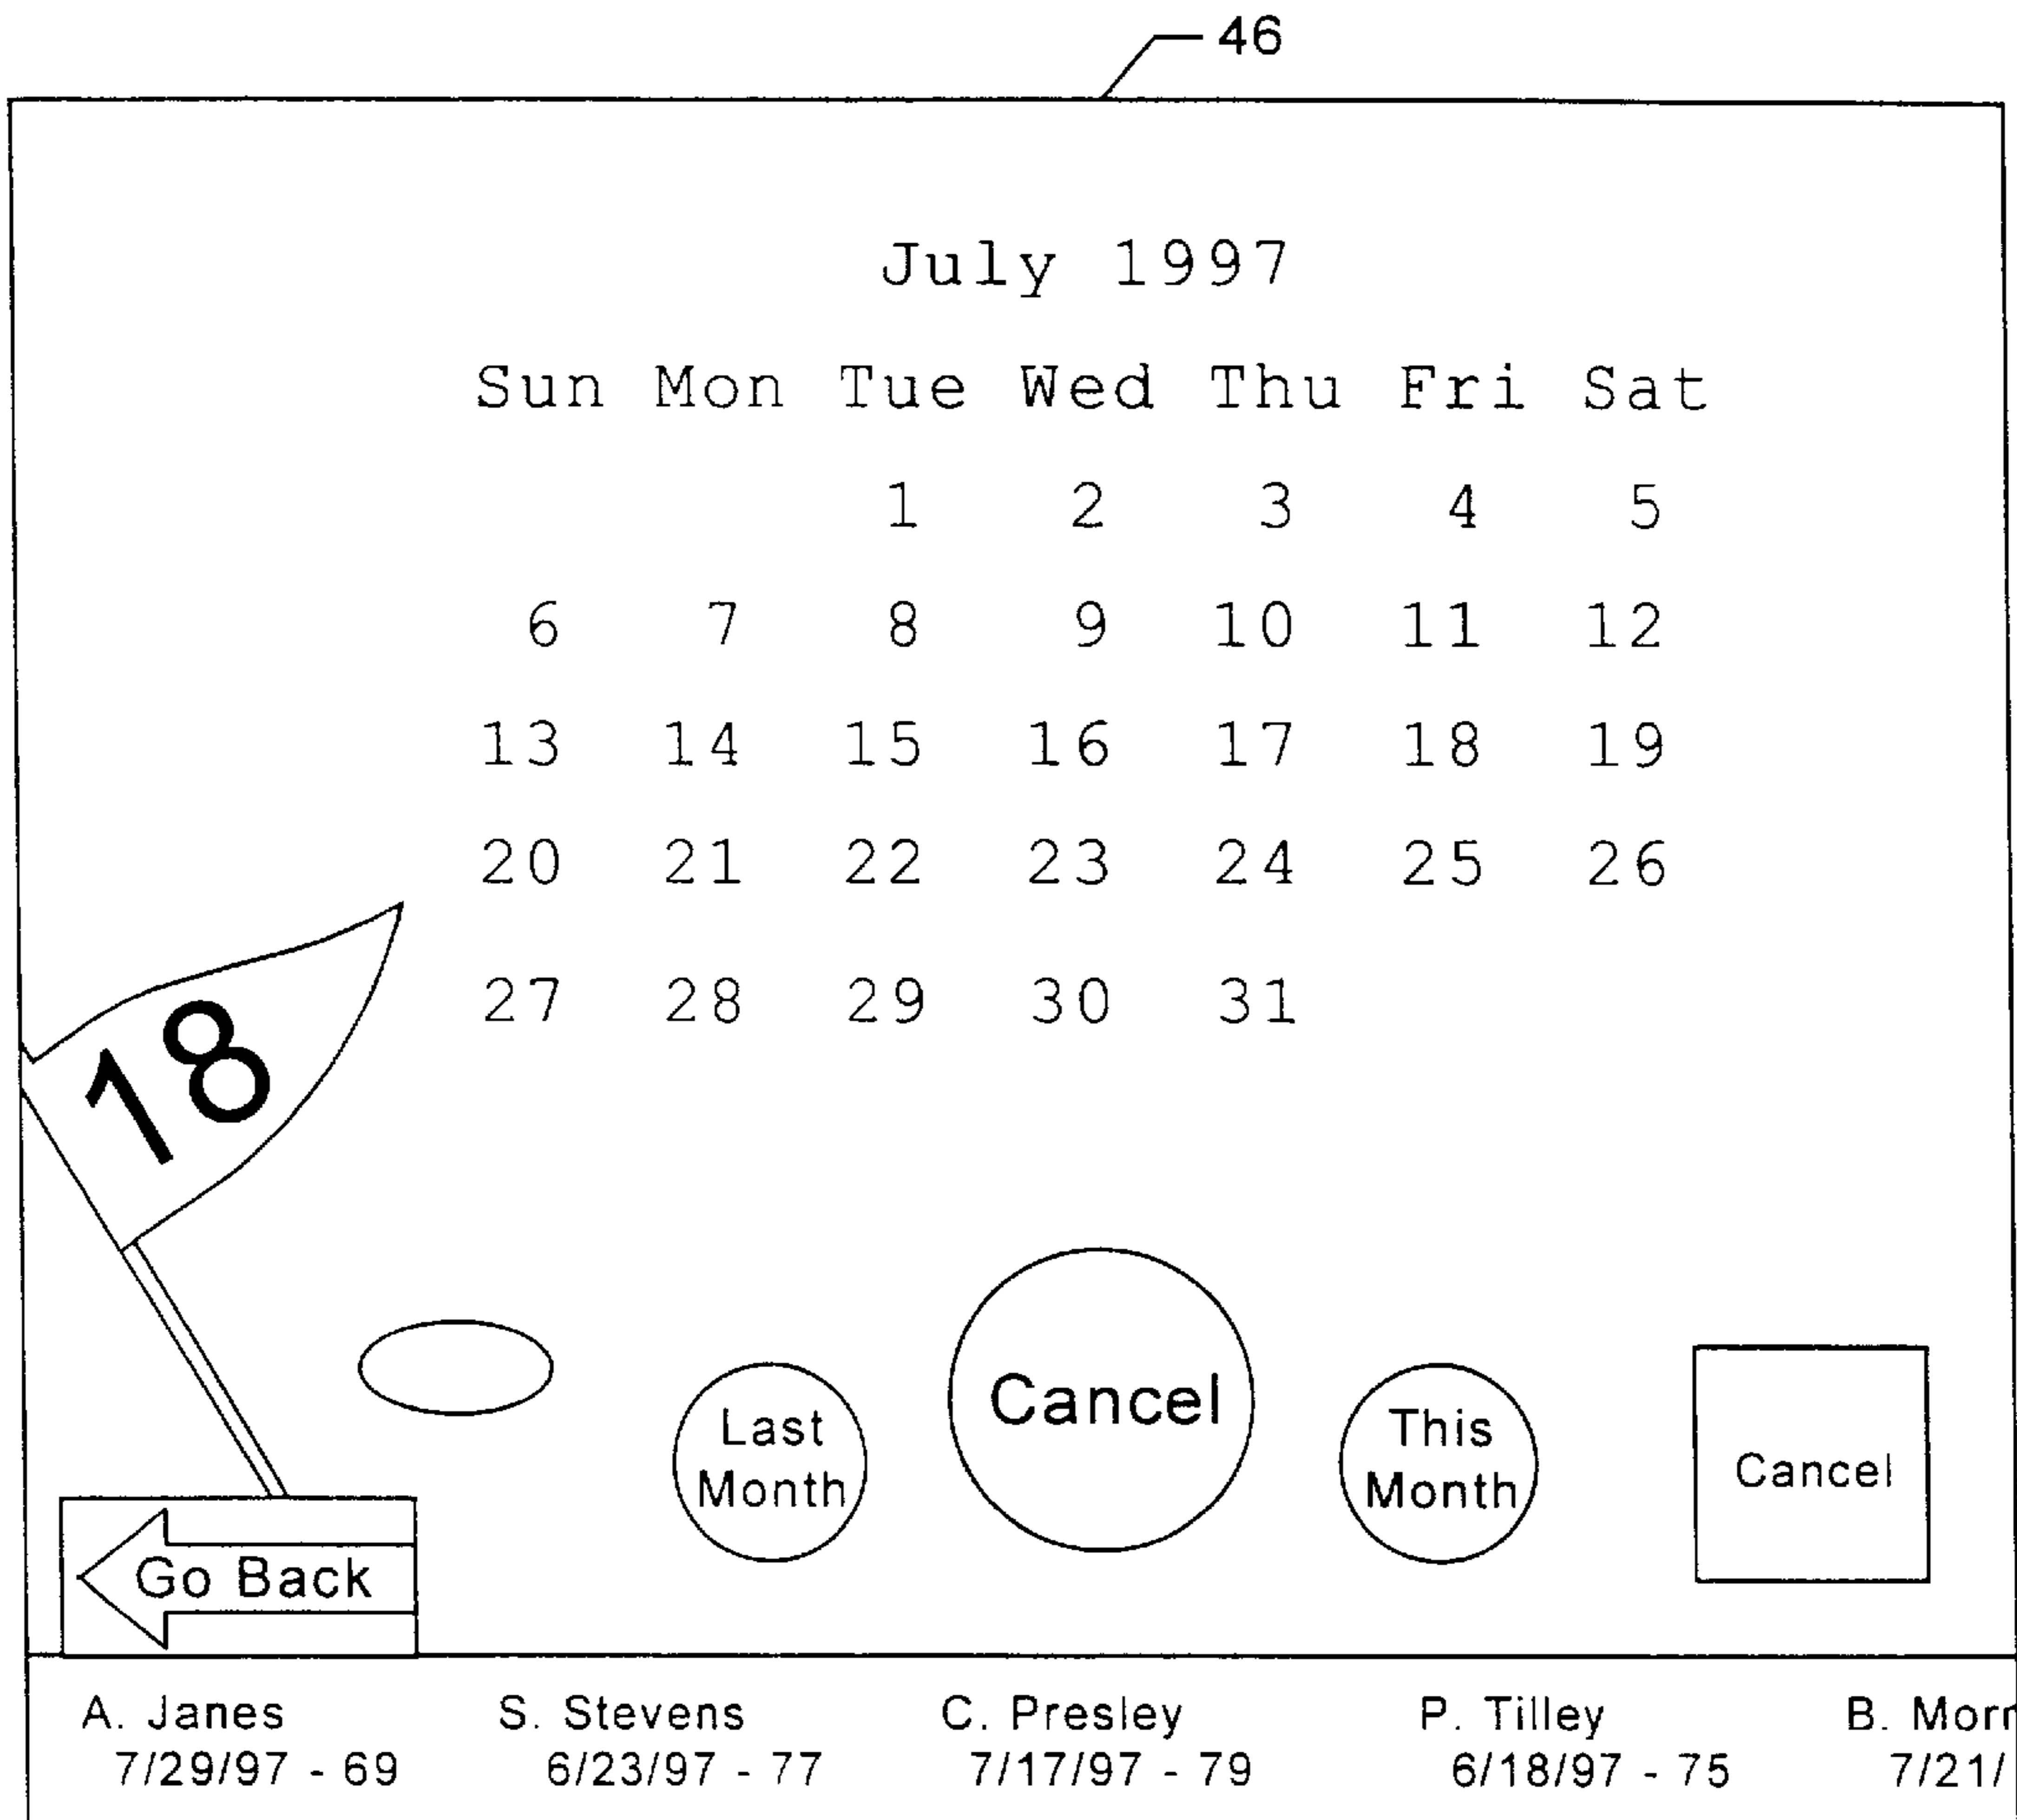 46
July 1997
Sun Mon Tue Wed Thu Fri Sat
1 2 3 4 5
6 7 8 9 10 11 12
13 14 15 16 17 18 19
20 21 22 23 24 25 26
27 28 29 30 31
18
Last
Month
Cancel
This
Month
Cancel
Go Back
A. Janes S. Stevens C. Presley P. Tilley B.
7/29/97 - 69 6/23/97 - 77 7/17/97 - 79 6/18/97 - 75 7/21/